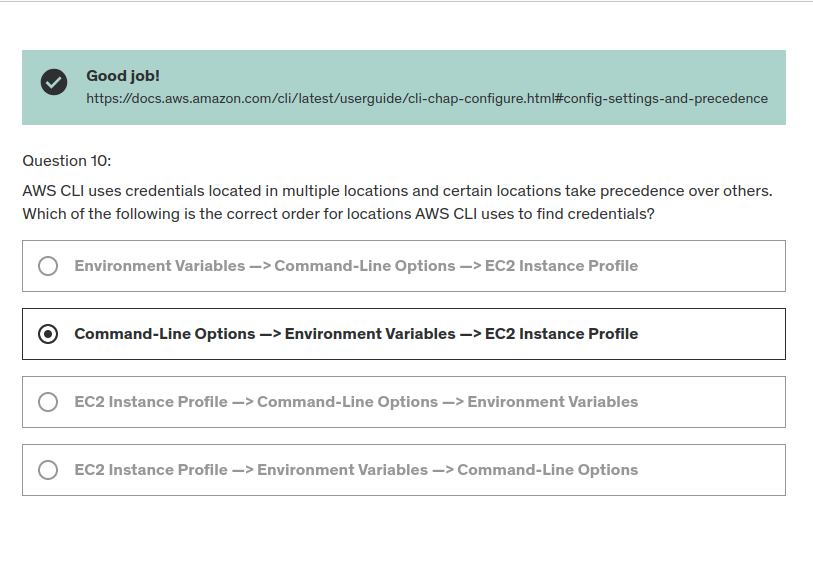 Good job!
https://docs.aws.amazon.com/cli/latest/userguide/cli-chap-configure.html#config-settings-and-precedence
Question 10:
AWS CLI uses credentials located in multiple locations and certain locations take precedence over others.
Which of the following is the correct order for locations AWS CLI uses to find credentials?
Environment Variables —> Command-Line Options —> EC2 Instance Profile
Command-Line Options —> Environment Variables —> EC2 Instance Profile
EC2 Instance Profile —> Command-Line Options —> Environment Variables
EC2 Instance Profile —> Environment Variables —> Command-Line Options